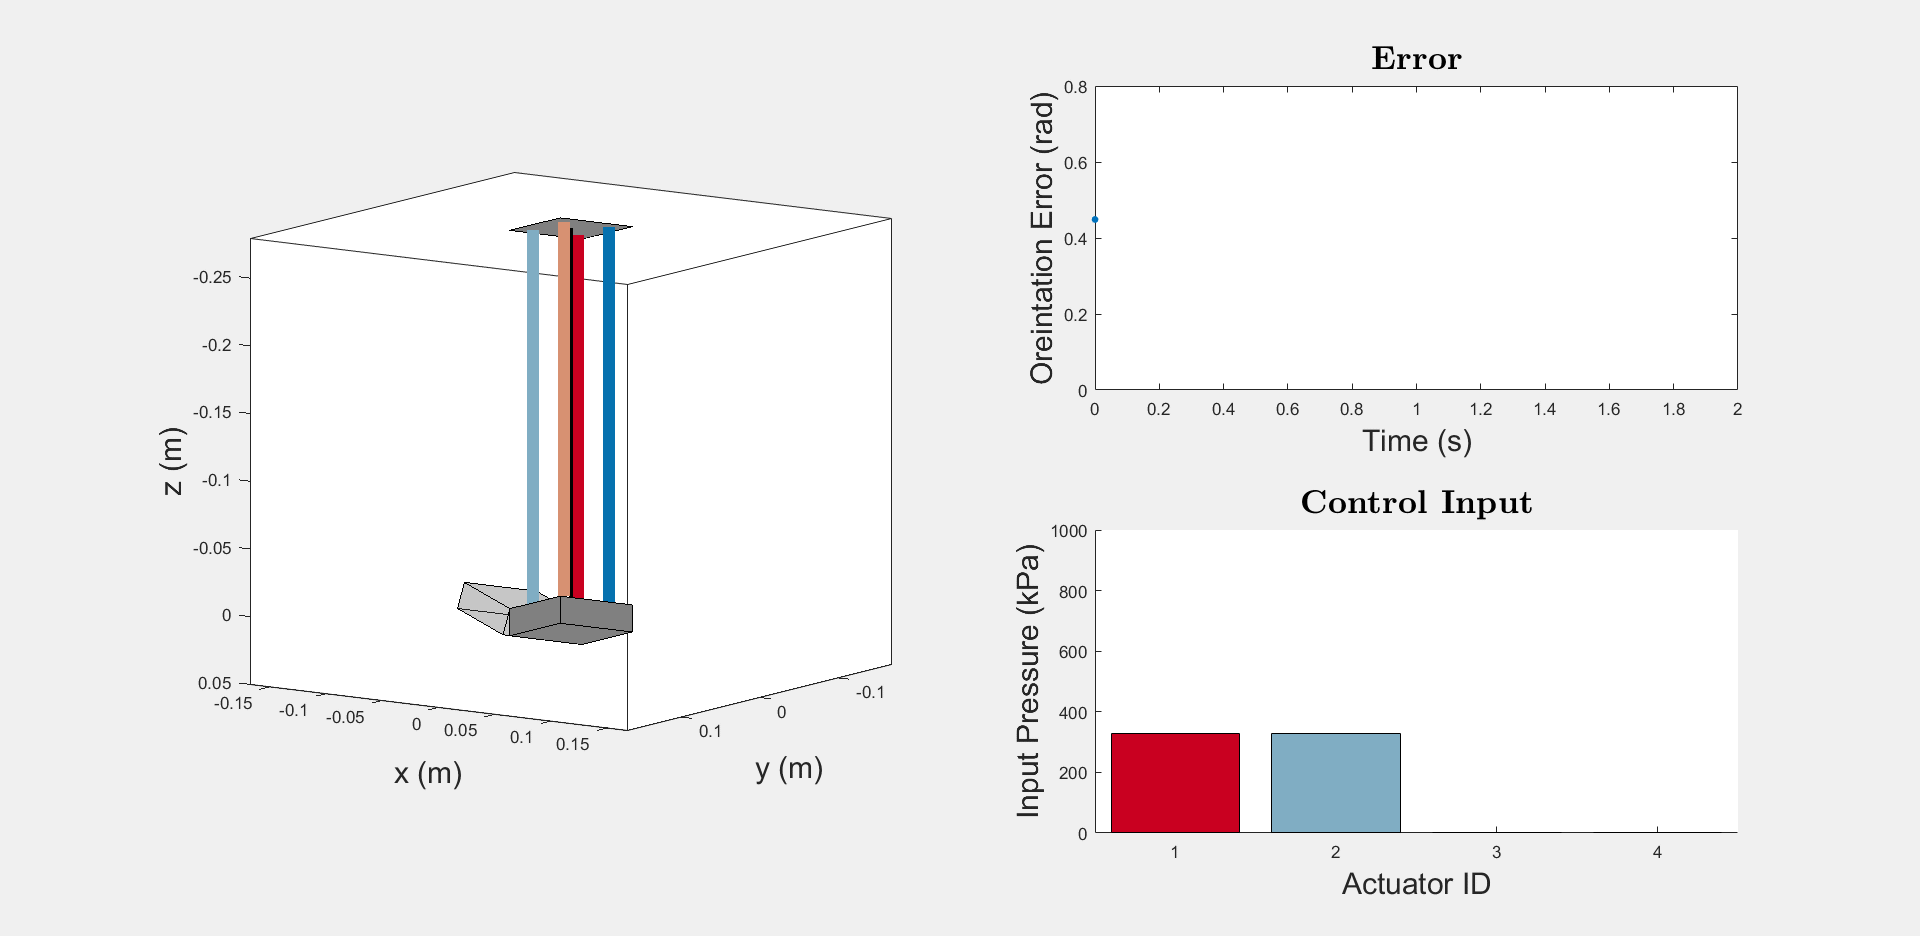 -0.25
-0.2
-0.15
-0.1
-0.05
0
0.05
z (m)
-0.15
-0.1
-0.05
0
0.05
0.1
0.15
x (m)
0.1
0
-0.1
y (m)
Error
0.8
0.6
0.4
0.2
0
Oreintation Error (rad)
0 0.2 0.4 0.6 0.8 1 1.2 1.4 1.6 1.8 2
Time (s)
Control Input
1000
800
600
400
200
0
Input Pressure (kPa)
1 2 3 4
Actuator ID